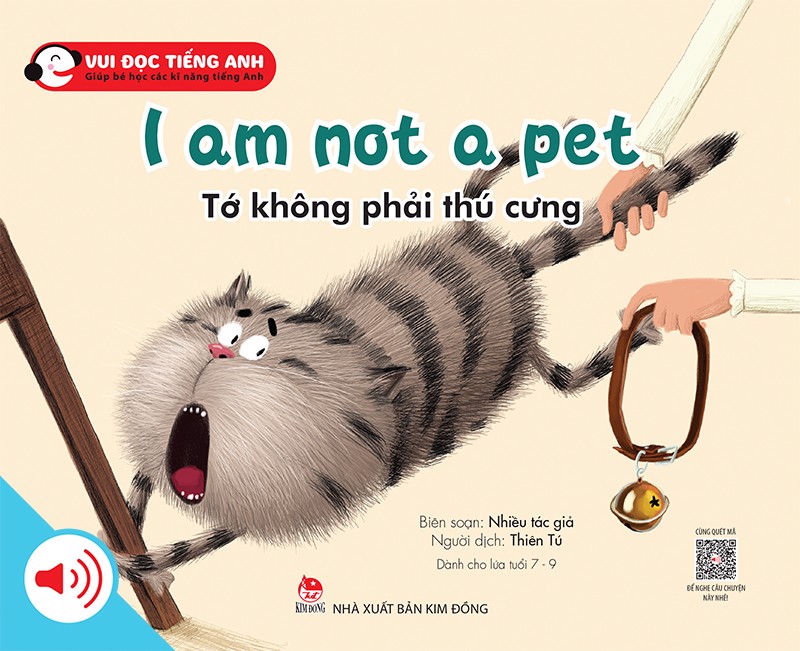 VUI ĐỌC TIẾNG ANH
Giúp bé học các kĩ năng tiếng Anh
I am not a pet
Tớ không phải thú cưng
Biên soạn: Nhiều tác giả
Người dịch: Thiên Tú
Dành cho lứa tuổi 7 - 9
CÙNG QUÉT MÃ
ĐỂ NGHE CÂU CHUYỆN
NÀY NHÉ!
KIM ĐỒNG
NHÀ XUẤT BẢN KIM ĐỒNG